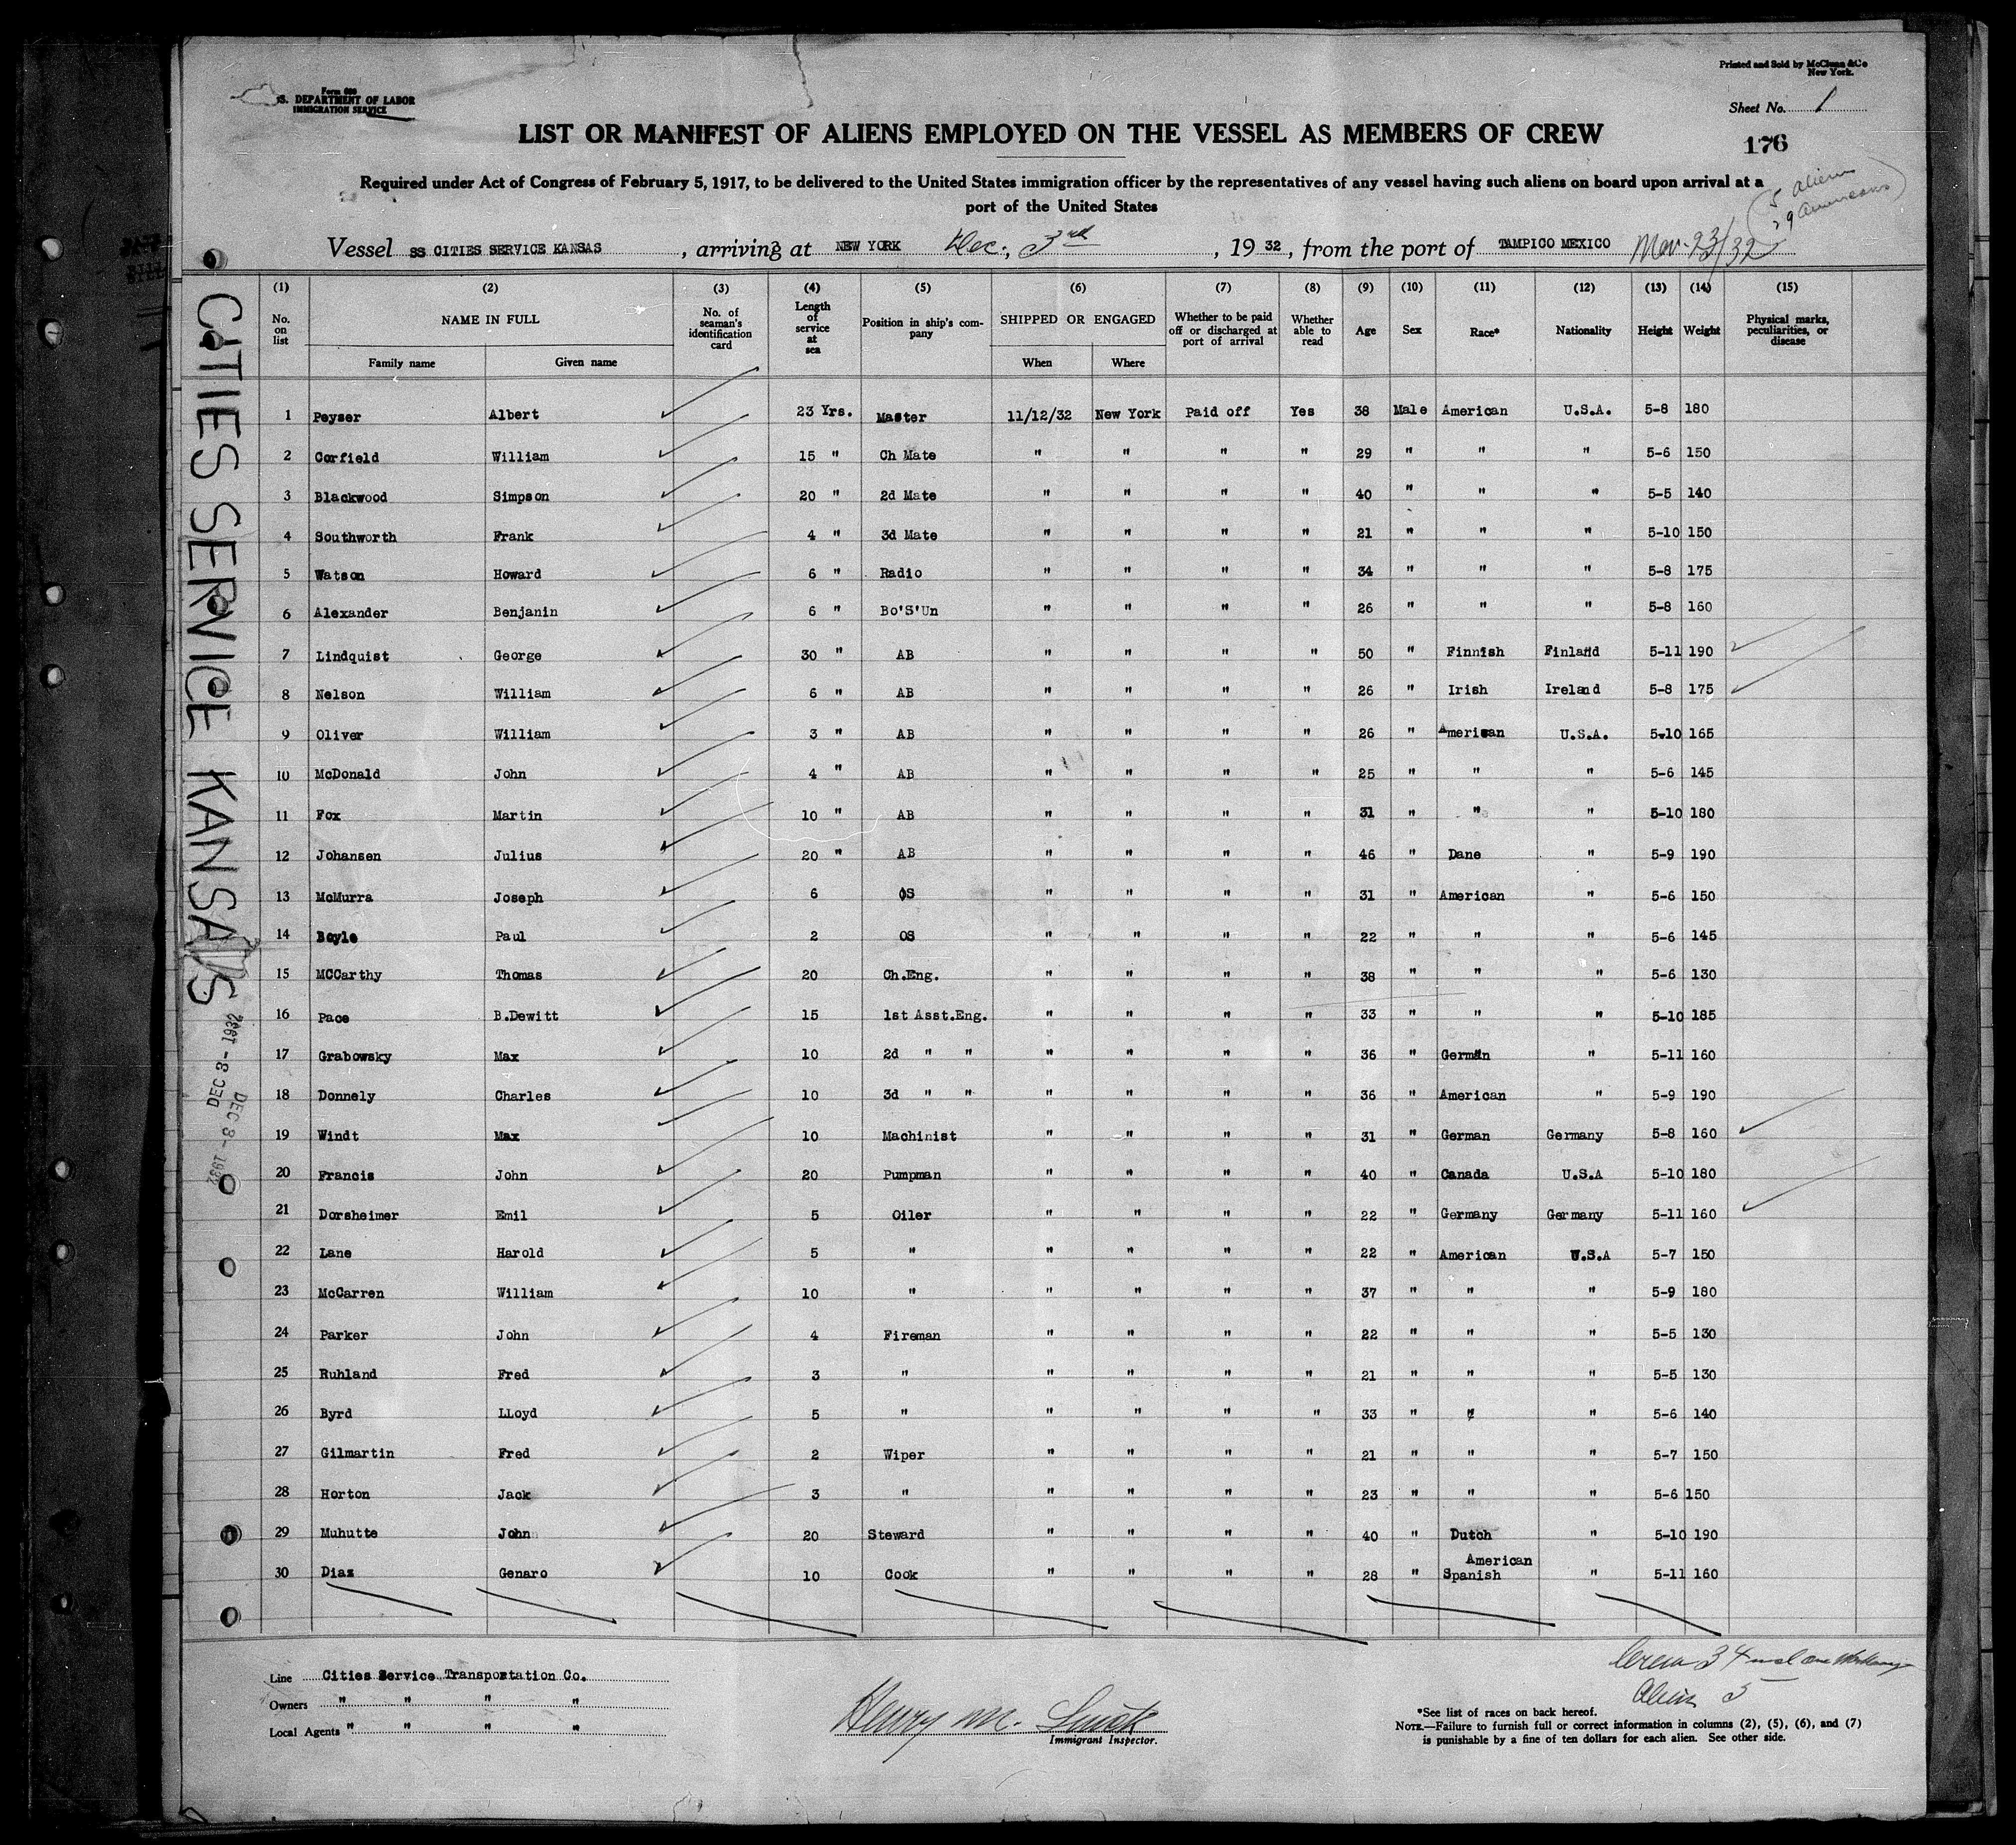 Form 680
S. DEPARTMENT OF LABOR
IMMIGRATION SERVICE
Printed and Sold by McClunn & Co
New York.
Sheet No. 1
176
LIST OR MANIFEST OF ALIENS EMPLOYED ON THE VESSEL AS MEMBERS OF CREW
Required under Act of Congress of February 5, 1917, to be delivered to the United States immigration officer by the representatives of any vessel having such aliens on board upon arrival at a
port of the United States
5 aliens
29 Americans
Vessel SS CITIES SERVICE KANSAS, arriving at NEW YORK Dec. 3rd, 1932, from the port of TAMPICO MEXICO Nov-23/32
CITIES SERVICE KANSAS
DEC 8- 1932
DEC 8- 1932
(1) (2) (3) (4) (5) (6) (7) (8) (9) (10) (11) (12) (13) (14) (15)
No. on list NAME IN FULL No. of seaman's identification card Length of service at sea Position in ship's company SHIPPED OR ENGAGED Whether to be paid off or discharged at port of arrival Whether able to read Age Sex Race* Nationality Height Weight Physical marks, peculiarities, or disease
Family name Given name When Where
1 Peyser Albert 23 Yrs. Master 11/12/32 New York Paid off Yes 38 Male American U.S.A. 5-8 180
2 Corfield William 15 " Ch Mate " " " " 29 " " " 5-6 150
3 Blackwood Simpson 20 " 2d Mate " " " " 40 " " " 5-5 140
4 Southworth Frank 4 " 3d Mate " " " " 21 " " " 5-10 150
5 Watson Howard 6 " Radio " " " " 34 " " " 5-8 175
6 Alexander Benjanin 6 " Bo'S'Un " " " " 26 " " " 5-8 160
7 Lindquist George 30 " AB " " " " 50 " Finnish Finland 5-11 190
8 Nelson William 6 " AB " " " " 26 " Irish Ireland 5-8 175
9 Oliver William 3 " AB " " " " 26 " American U.S.A. 5-10 165
10 McDonald John 4 " AB " " " " 25 " " " 5-6 145
11 Fox Martin 10 " AB " " " " 31 " " " 5-10 180
12 Johansen Julius 20 " AB " " " " 46 " Dane " 5-9 190
13 McMurra Joseph 6 OS " " " " 31 " American " 5-6 150
14 Boyle Paul 2 OS " " " " 22 " " " 5-6 145
15 MCCarthy Thomas 20 Ch.Eng. " " " " 38 " " " 5-6 130
16 Pace B.Dewitt 15 1st Asst.Eng. " " " " 33 " " " 5-10 185
17 Grabowsky Max 10 2d " " " " " " 36 " German " 5-11 160
18 Donnely Charles 10 3d " " " " " " 36 " American " 5-9 190
19 Windt Max 10 Machinist " " " " 31 " German Germany 5-8 160
20 Francis John 20 Pumpman " " " " 40 " Canada U.S.A 5-10 180
21 Dorsheimer Emil 5 Oiler " " " " 22 " Germany Germany 5-11 160
22 Lane Harold 5 " " " " " 22 " American U.S.A 5-7 150
23 McCarren William 10 " " " " " 37 " " " 5-9 180
24 Parker John 4 Fireman " " " " 22 " " " 5-5 130
25 Ruhland Fred 3 " " " " " 21 " " " 5-5 130
26 Byrd LLoyd 5 " " " " " 33 " " " 5-6 140
27 Gilmartin Fred 2 Wiper " " " " 21 " " " 5-7 150
28 Horton Jack 3 " " " " " 23 " " " 5-6 150
29 Muhutte John 20 Steward " " " " 40 " Dutch " 5-10 190
30 Diaz Genaro 10 Cook " " " " 28 " American Spanish " 5-11 160
Crew 34 incl one Workaway
Aliens 5
Line Cities Service Transportation Co.
Owners " " " "
Local Agents " " " "
Henry M.
Immigrant Inspector.
*See list of races on back hereof.
NOTE.—Failure to furnish full or correct information in columns (2), (5), (6), and (7)
is punishable by a fine of ten dollars for each alien. See other side.